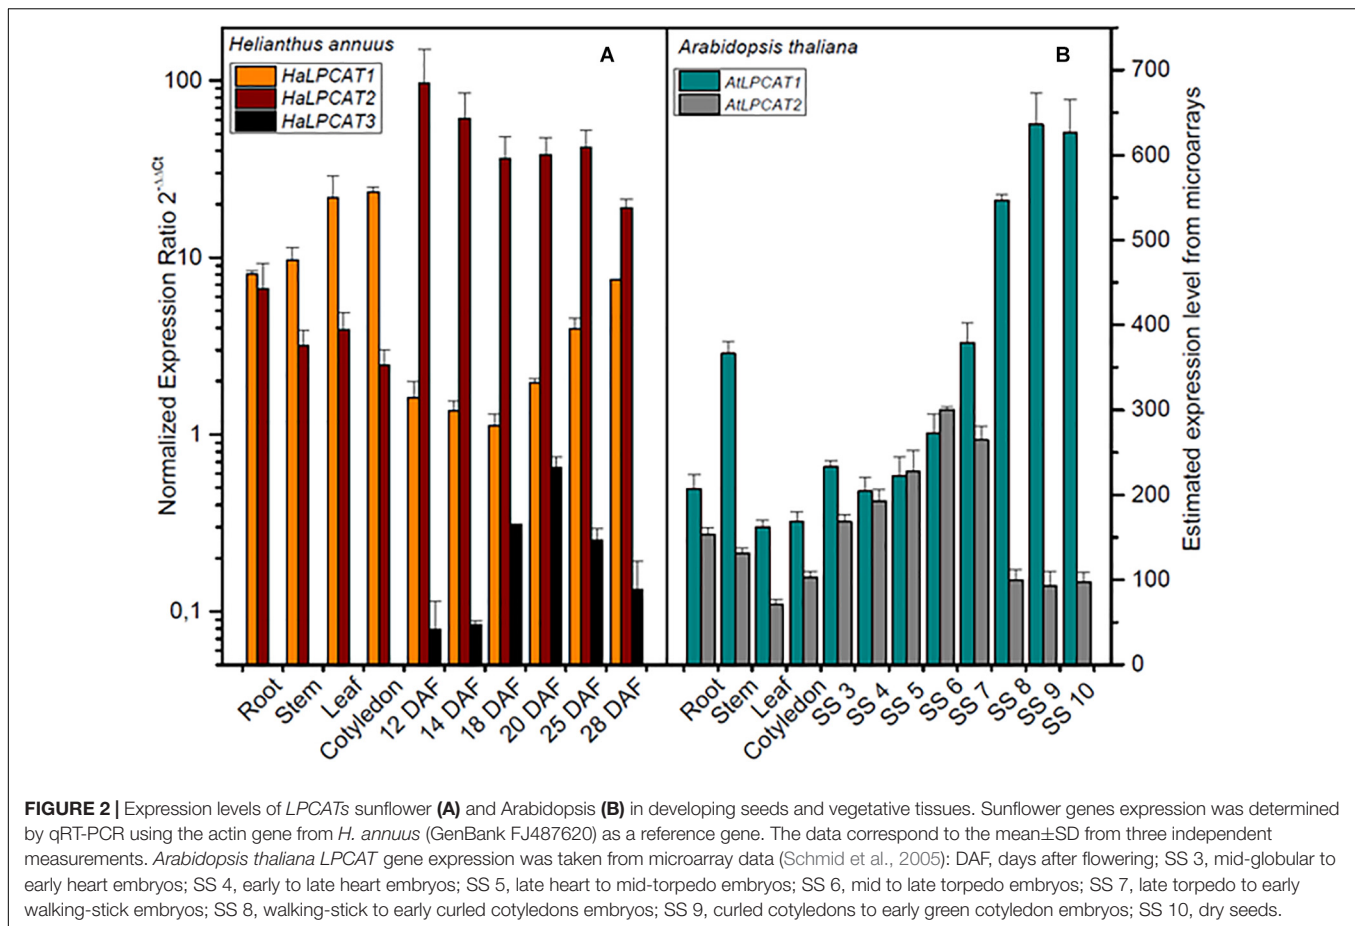 Helianthus annuus
A
HaLPCAT1
HaLPCAT2
HaLPCAT3
Normalized Expression Ratio 2^-ΔΔCt
100
10
1
0,1
Root
Stem
Leaf
Cotyledon
12 DAF
14 DAF
18 DAF
20 DAF
25 DAF
28 DAF
Arabidopsis thaliana
B
AtLPCAT1
AtLPCAT2
700
600
500
400
300
200
100
0
Estimated expression level from microarrays
Root
Stem
Leaf
Cotyledon
SS 3
SS 4
SS 5
SS 6
SS 7
SS 8
SS 9
SS 10
FIGURE 2 | Expression levels of LPCATs sunflower (A) and Arabidopsis (B) in developing seeds and vegetative tissues. Sunflower genes expression was determined
by qRT-PCR using the actin gene from H. annuus (GenBank FJ487620) as a reference gene. The data correspond to the mean±SD from three independent
measurements. Arabidopsis thaliana LPCAT gene expression was taken from microarray data (Schmid et al., 2005): DAF, days after flowering; SS 3, mid-globular to
early heart embryos; SS 4, early to late heart embryos; SS 5, late heart to mid-torpedo embryos; SS 6, mid to late torpedo embryos; SS 7, late torpedo to early
walking-stick embryos; SS 8, walking-stick to early curled cotyledons embryos; SS 9, curled cotyledons to early green cotyledon embryos; SS 10, dry seeds.